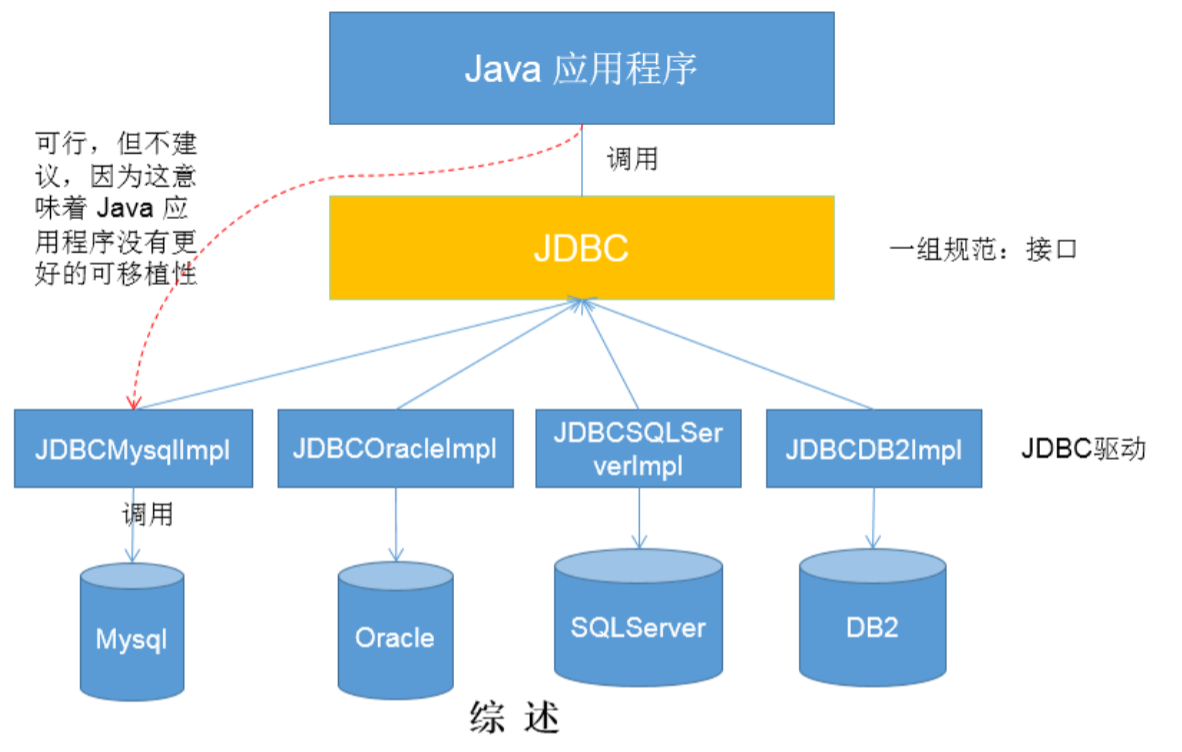 Java 应用程序
可行，但不建
议，因为这意
味着 Java 应
用程序没有更
好的可移植性
调用
JDBC
一组规范：接口
JDBCMysqlImpl
JDBCOracleImpl
JDBCSQLSer
verImpl
JDBCDB2Impl
JDBC驱动
调用
Mysql
Oracle
SQLServer
DB2
综 述